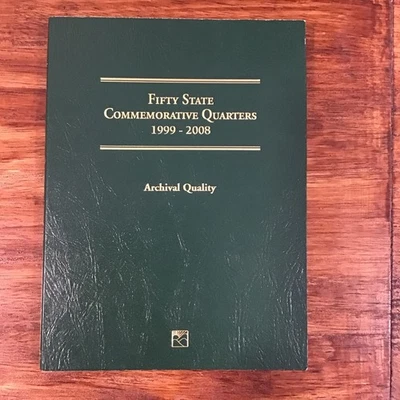 Fifty State
Commemorative Quarters
1999 - 2008
Archival Quality